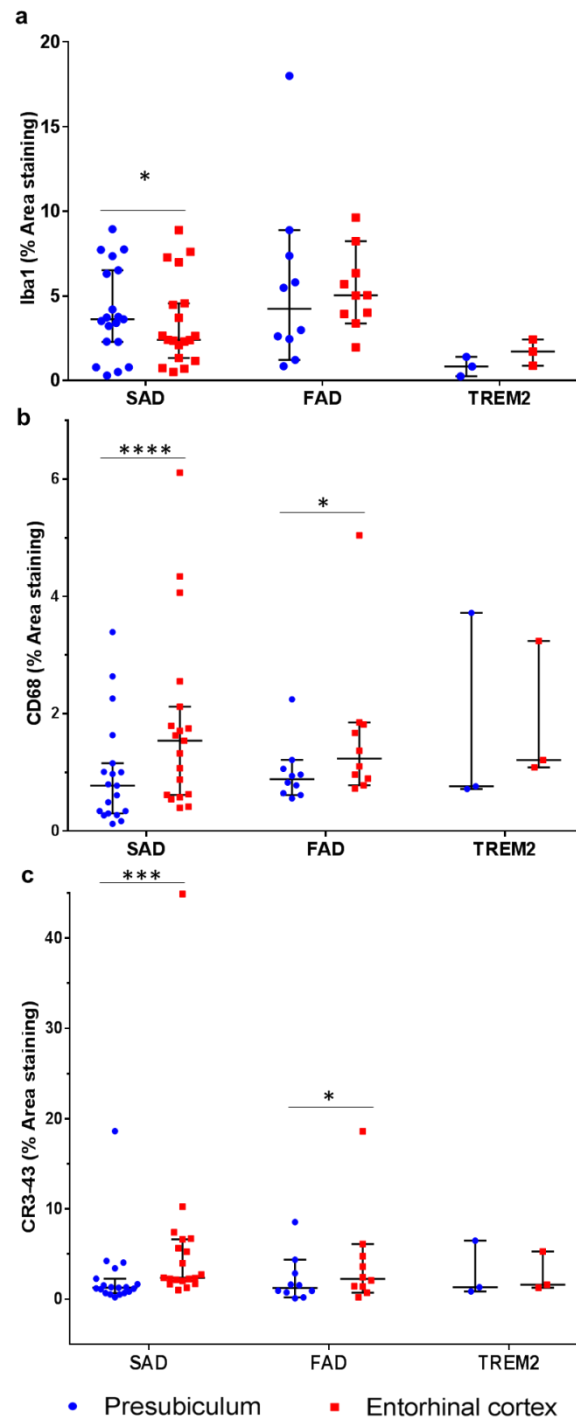 a
Iba1 (% Area staining)
20
15
10
5
0
*
SAD
FAD
TREM2
b
CD68 (% Area staining)
6
4
2
0
****
*
SAD
FAD
TREM2
c
CR3-43 (% Area staining)
40
30
20
10
0
***
*
SAD
FAD
TREM2
Presubiculum
Entorhinal cortex